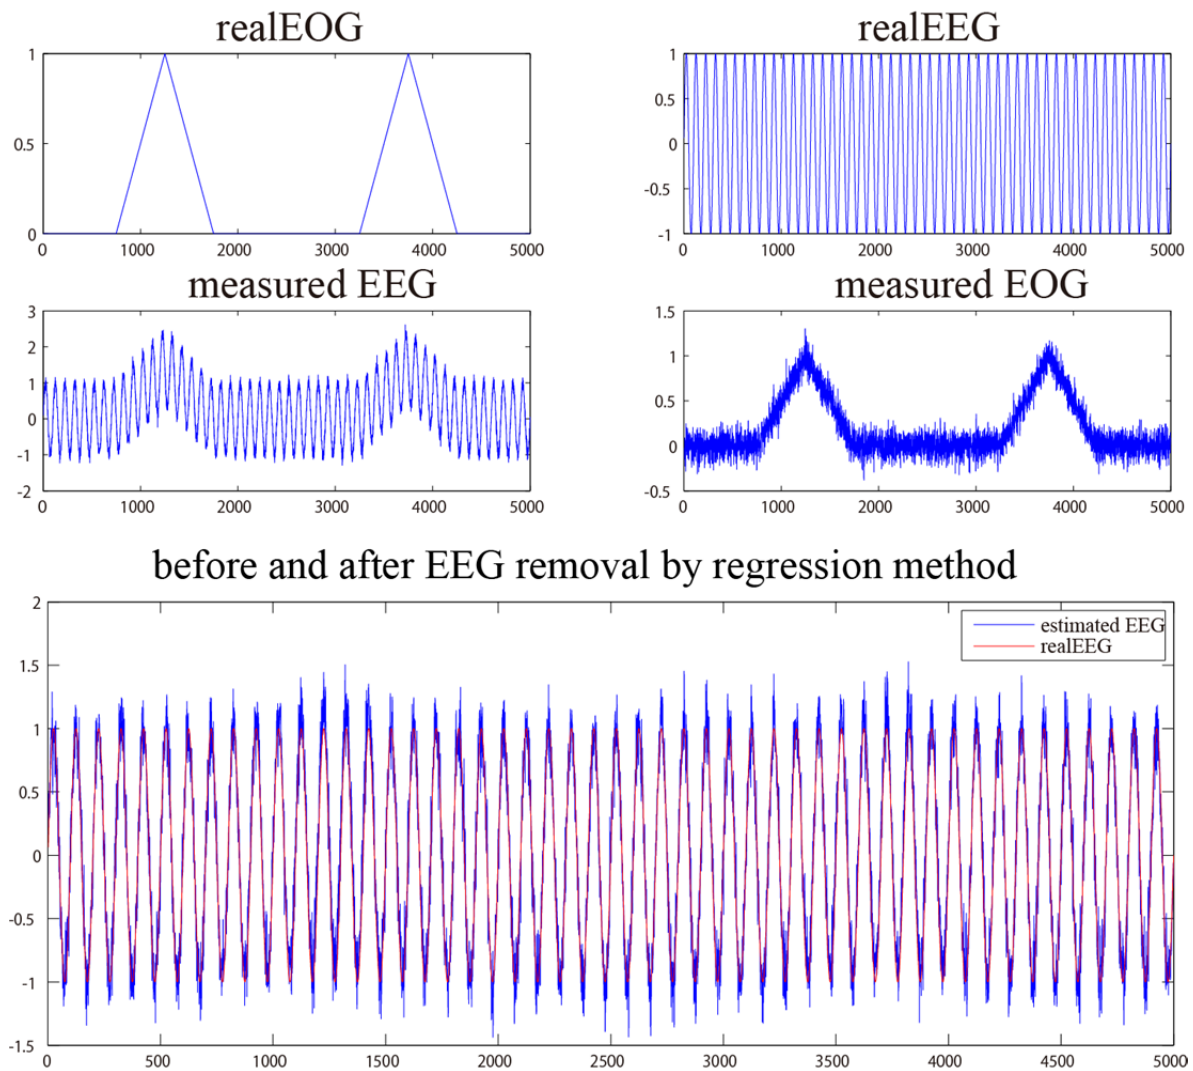 realEOG
realEEG
1
0.5
0
0 1000 2000 3000 4000 5000
1
0.5
0
-0.5
-1
0 1000 2000 3000 4000 5000
measured EEG
measured EOG
3
2
1
0
-1
-2
0 1000 2000 3000 4000 5000
1.5
1
0.5
0
-0.5
0 1000 2000 3000 4000 5000
before and after EEG removal by regression method
2
1.5
1
0.5
0
-0.5
-1
-1.5
estimated EEG
realEEG
0 500 1000 1500 2000 2500 3000 3500 4000 4500 5000